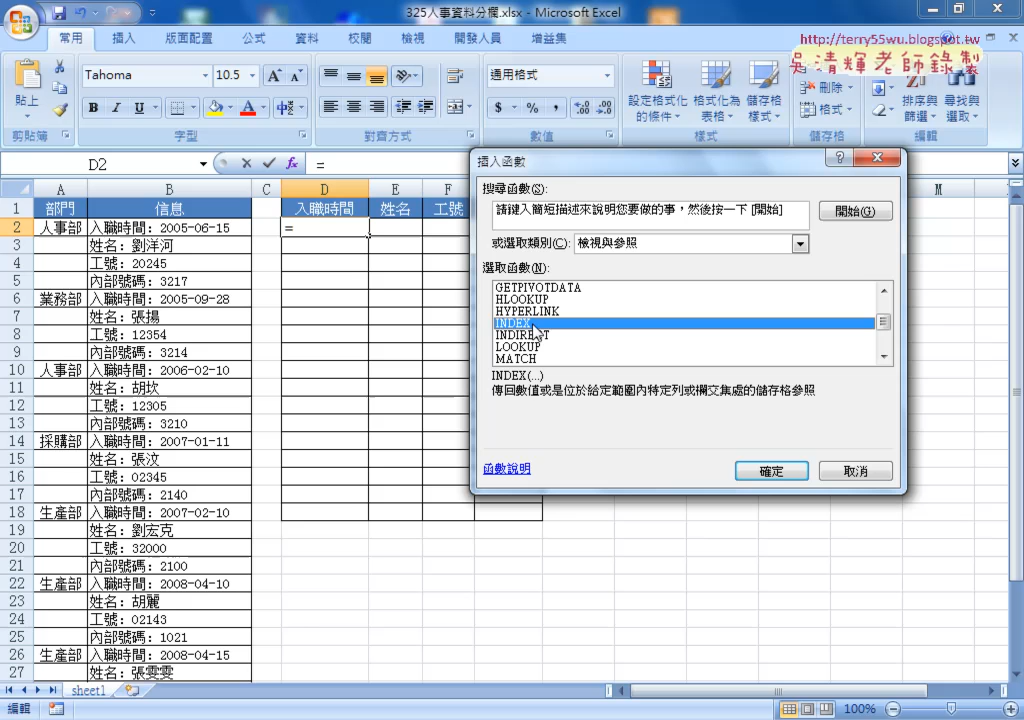 325人事資料分欄.xlsx - Microsoft Excel
http://terry55wu.blogspot.tw
吳清輝老師錄製
常用 插入 版面配置 公式 資料 校閱 檢視 開發人員 增益集
貼上
Tahoma 10.5
通用格式
B I U
設定格式化的條件
格式化為表格
儲存格樣式
刪除
格式
排序與篩選
尋找與選取
剪貼簿 字型 對齊方式 數值 樣式 儲存格 編輯
D2 fx =
A B C D E F M
1 部門 信息 入職時間 姓名 工號
2 人事部 入職時間：2005-06-15 =
3 姓名：劉洋河
4 工號：20245
5 內部號碼：3217
6 業務部 入職時間：2005-09-28
7 姓名：張揚
8 工號：12354
9 內部號碼：3214
10 人事部 入職時間：2006-02-10
11 姓名：胡坎
12 工號：12305
13 內部號碼：3210
14 採購部 入職時間：2007-01-11
15 姓名：張汶
16 工號：02345
17 內部號碼：2140
18 生產部 入職時間：2007-02-10
19 姓名：劉宏克
20 工號：32000
21 內部號碼：2100
22 生產部 入職時間：2008-04-10
23 姓名：胡麗
24 工號：02143
25 內部號碼：1021
26 生產部 入職時間：2008-04-15
27 姓名：張雯雯
插入函數
搜尋函數(S):
請鍵入簡短描述來說明您要做的事，然後按一下 [開始]
開始(G)
或選取類別(C): 檢視與參照
選取函數(N):
GETPIVOTDATA
HLOOKUP
HYPERLINK
INDEX
INDIRECT
LOOKUP
MATCH
INDEX(...)
傳回數值或是位於給定範圍內特定列或欄交集處的儲存格參照
函數說明
確定 取消
sheet1
編輯 100%